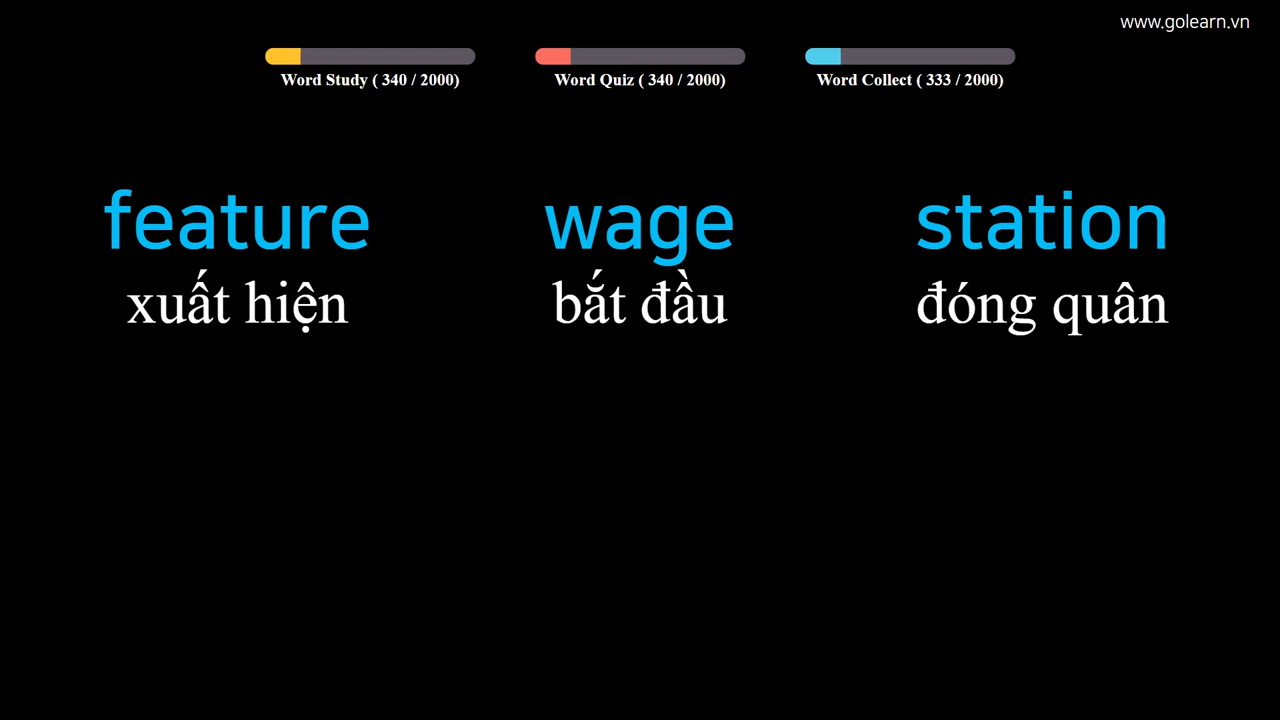 www.golearn.vn
Word Study ( 340 / 2000)
Word Quiz ( 340 / 2000)
Word Collect ( 333 / 2000)
feature
xuất hiện
wage
bắt đầu
station
đóng quân